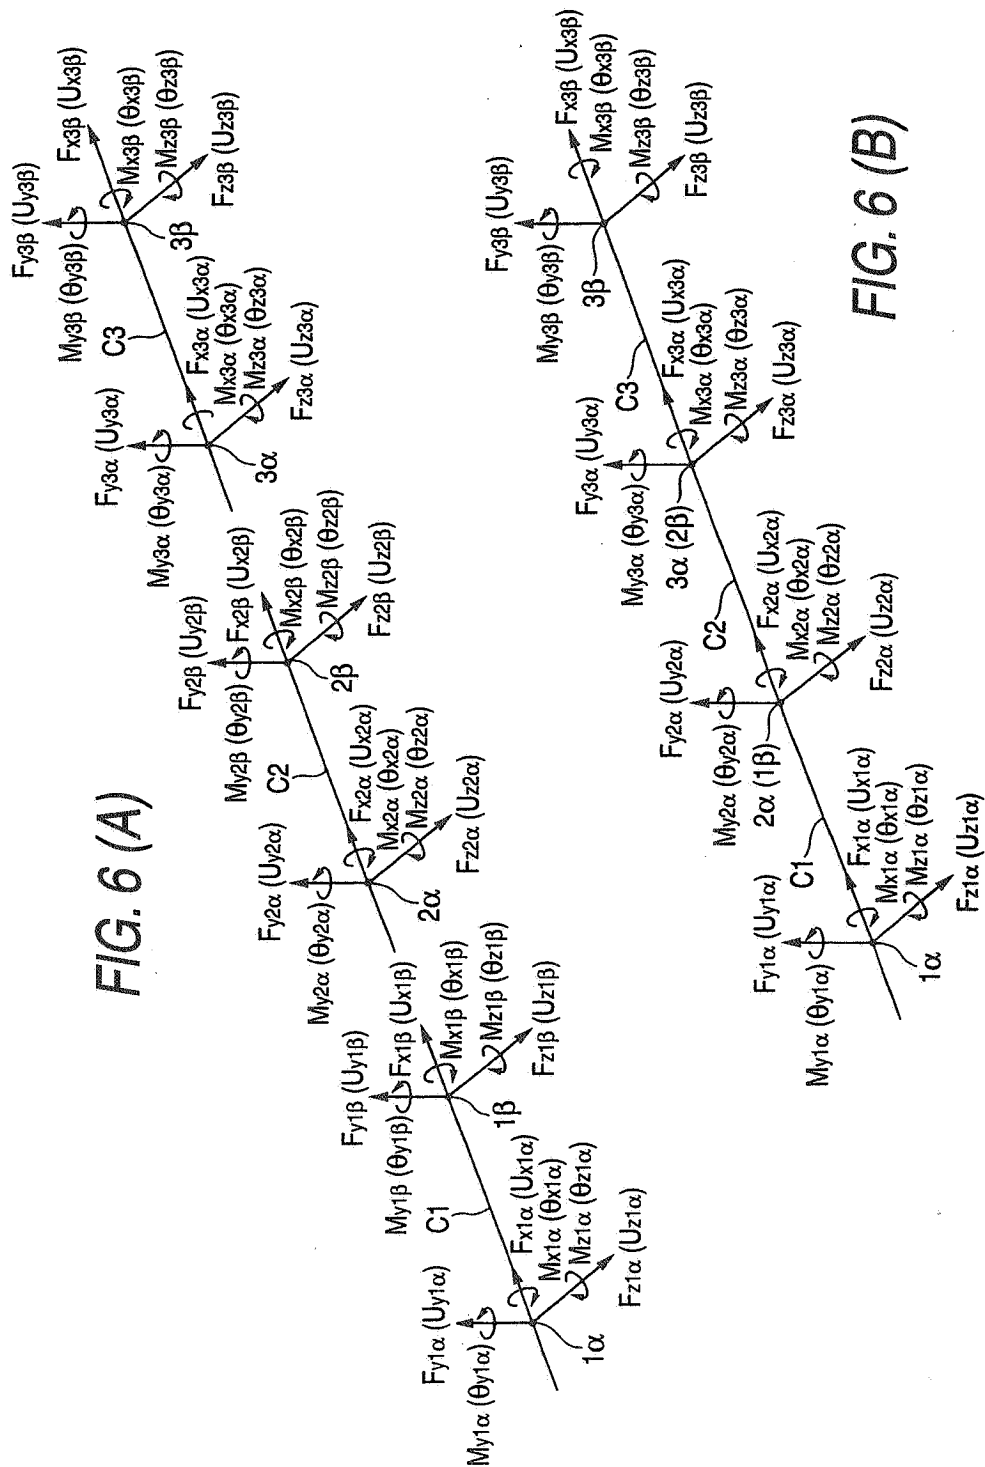 FIG. 6 (A)
Fy1α (Uy1α)
My1α (θy1α)
Fx1α (Ux1α)
Mx1α (θx1α)
Mz1α (θz1α)
Fz1α (Uz1α)
1α
C1
Fy1β (Uy1β)
My1β (θy1β)
Fx1β (Ux1β)
Mx1β (θx1β)
Mz1β (θz1β)
Fz1β (Uz1β)
1β
Fy2α (Uy2α)
My2α (θy2α)
Fx2α (Ux2α)
Mx2α (θx2α)
Mz2α (θz2α)
Fz2α (Uz2α)
2α
C2
Fy2β (Uy2β)
My2β (θy2β)
Fx2β (Ux2β)
Mx2β (θx2β)
Mz2β (θz2β)
Fz2β (Uz2β)
2β
Fy3α (Uy3α)
My3α (θy3α)
Fx3α (Ux3α)
Mx3α (θx3α)
Mz3α (θz3α)
Fz3α (Uz3α)
3α
C3
Fy3β (Uy3β)
My3β (θy3β)
Fx3β (Ux3β)
Mx3β (θx3β)
Mz3β (θz3β)
Fz3β (Uz3β)
3β
FIG. 6 (B)
Fy1α (Uy1α)
My1α (θy1α)
Fx1α (Ux1α)
Mx1α (θx1α)
Mz1α (θz1α)
Fz1α (Uz1α)
1α
C1
Fy2α (Uy2α)
My2α (θy2α)
2α (1β)
Fx2α (Ux2α)
Mx2α (θx2α)
Mz2α (θz2α)
Fz2α (Uz2α)
C2
Fy3α (Uy3α)
My3α (θy3α)
3α (2β)
Fx3α (Ux3α)
Mx3α (θx3α)
Mz3α (θz3α)
Fz3α (Uz3α)
C3
Fy3β (Uy3β)
My3β (θy3β)
3β
Fx3β (Ux3β)
Mx3β (θx3β)
Mz3β (θz3β)
Fz3β (Uz3β)